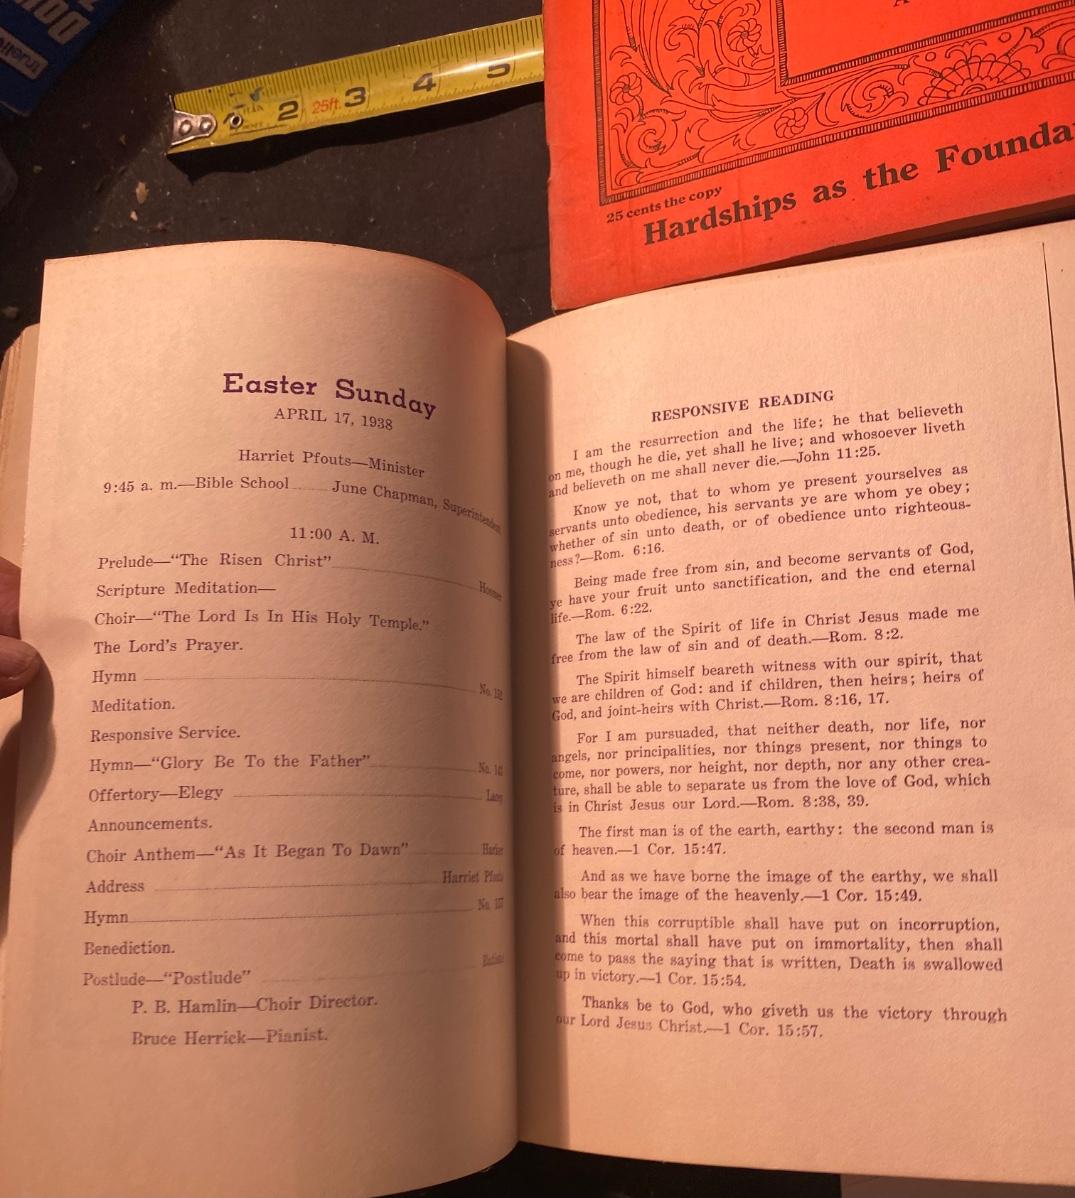 2 25ft. 3 4 5
25 cents the copy
Hardships as the Founda
Easter Sunday
APRIL 17, 1938
Harriet Pfouts—Minister
9:45 a. m.—Bible School June Chapman, Superintendent
11:00 A. M.
Prelude—"The Risen Christ"
Scripture Meditation—
Choir—"The Lord Is In His Holy Temple."
The Lord's Prayer.
Hymn No.
Meditation.
Responsive Service.
Hymn—"Glory Be To the Father" No.
Offertory—Elegy
Announcements.
Choir Anthem—"As It Began To Dawn"
Address Harriet Pfouts
Hymn No.
Benediction.
Postlude—"Postlude"
P. B. Hamlin—Choir Director.
Bruce Herrick—Pianist.
RESPONSIVE READING
I am the resurrection and the life; he that believeth
on me, though he die, yet shall he live; and whosoever liveth
and believeth on me shall never die.—John 11:25.
Know ye not, that to whom ye present yourselves as
servants unto obedience, his servants ye are whom ye obey;
whether of sin unto death, or of obedience unto righteous-
ness?—Rom. 6:16.
Being made free from sin, and become servants of God,
ye have your fruit unto sanctification, and the end eternal
life.—Rom. 6:22.
The law of the Spirit of life in Christ Jesus made me
free from the law of sin and of death.—Rom. 8:2.
The Spirit himself beareth witness with our spirit, that
we are children of God: and if children, then heirs; heirs of
God, and joint-heirs with Christ.—Rom. 8:16, 17.
For I am pursuaded, that neither death, nor life, nor
angels, nor principalities, nor things present, nor things to
come, nor powers, nor height, nor depth, nor any other crea-
ture, shall be able to separate us from the love of God, which
is in Christ Jesus our Lord.—Rom. 8:38, 39.
The first man is of the earth, earthy: the second man is
of heaven.—1 Cor. 15:47.
And as we have borne the image of the earthy, we shall
also bear the image of the heavenly.—1 Cor. 15:49.
When this corruptible shall have put on incorruption,
and this mortal shall have put on immortality, then shall
come to pass the saying that is written, Death is swallowed
up in victory.—1 Cor. 15:54.
Thanks be to God, who giveth us the victory through
our Lord Jesus Christ.—1 Cor. 15:57.